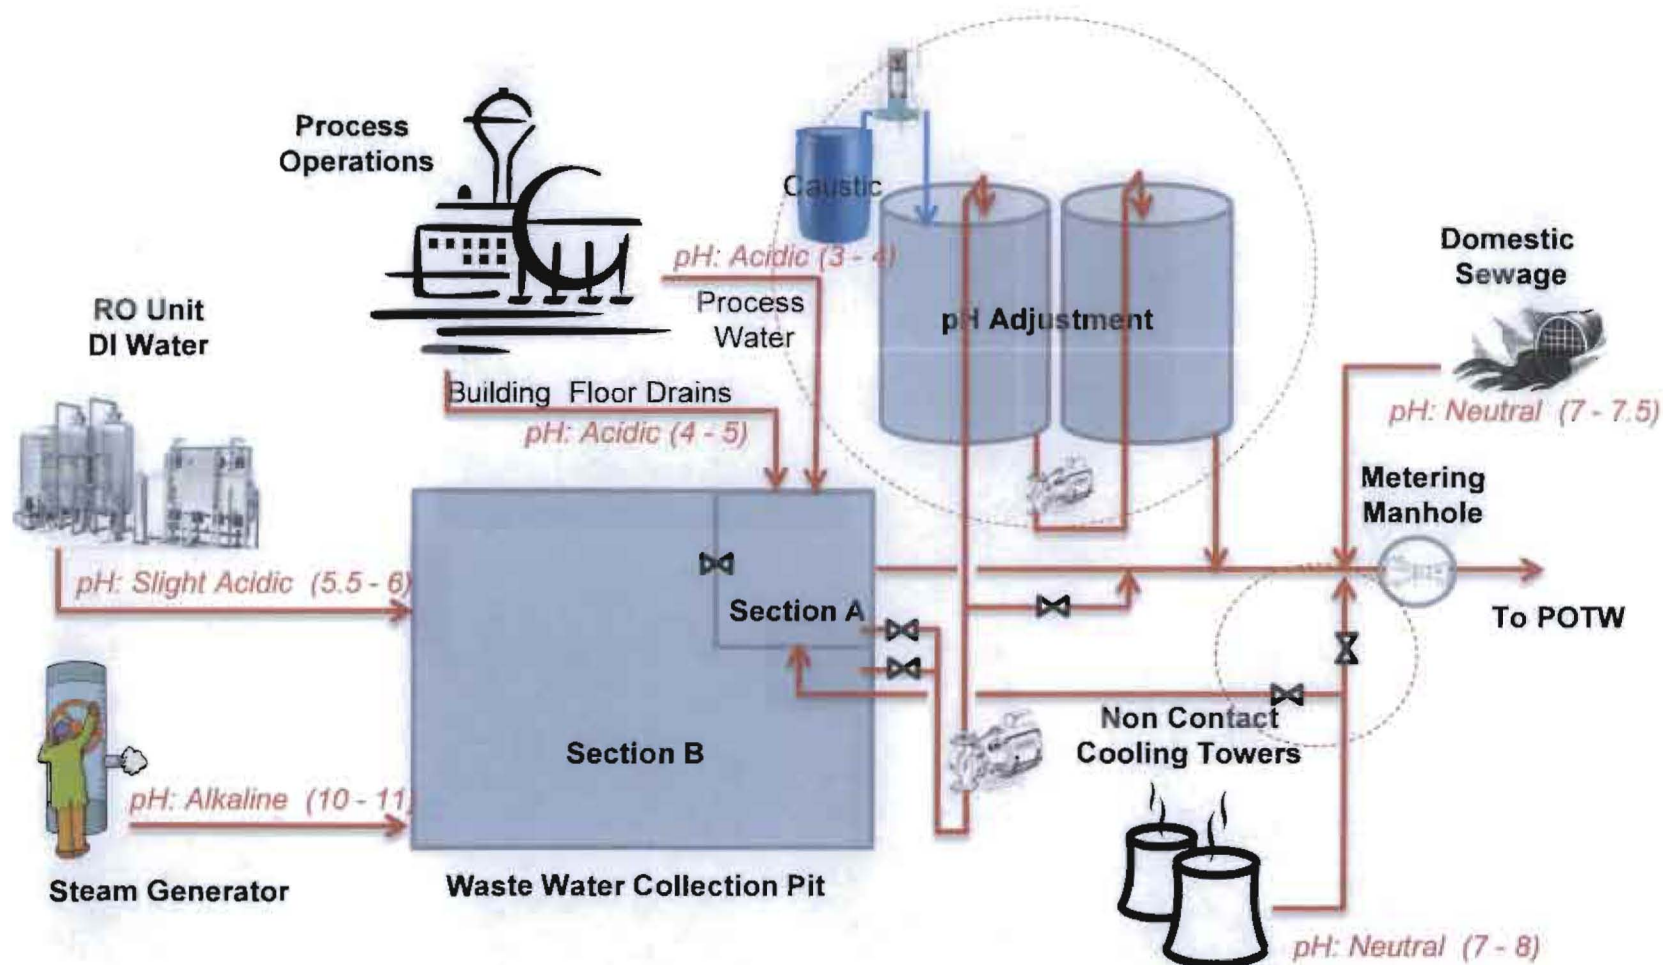 Process
Operations
Caustic
pH: Acidic (3 - 4)
Process
Water
pH Adjustment
Domestic
Sewage
pH: Neutral (7 - 7.5)
RO Unit
DI Water
Building Floor Drains
pH: Acidic (4 - 5)
Metering
Manhole
pH: Slight Acidic (5.5 - 6)
Section A
To POTW
Section B
Non Contact
Cooling Towers
pH: Alkaline (10 - 11)
Steam Generator
Waste Water Collection Pit
pH: Neutral (7 - 8)